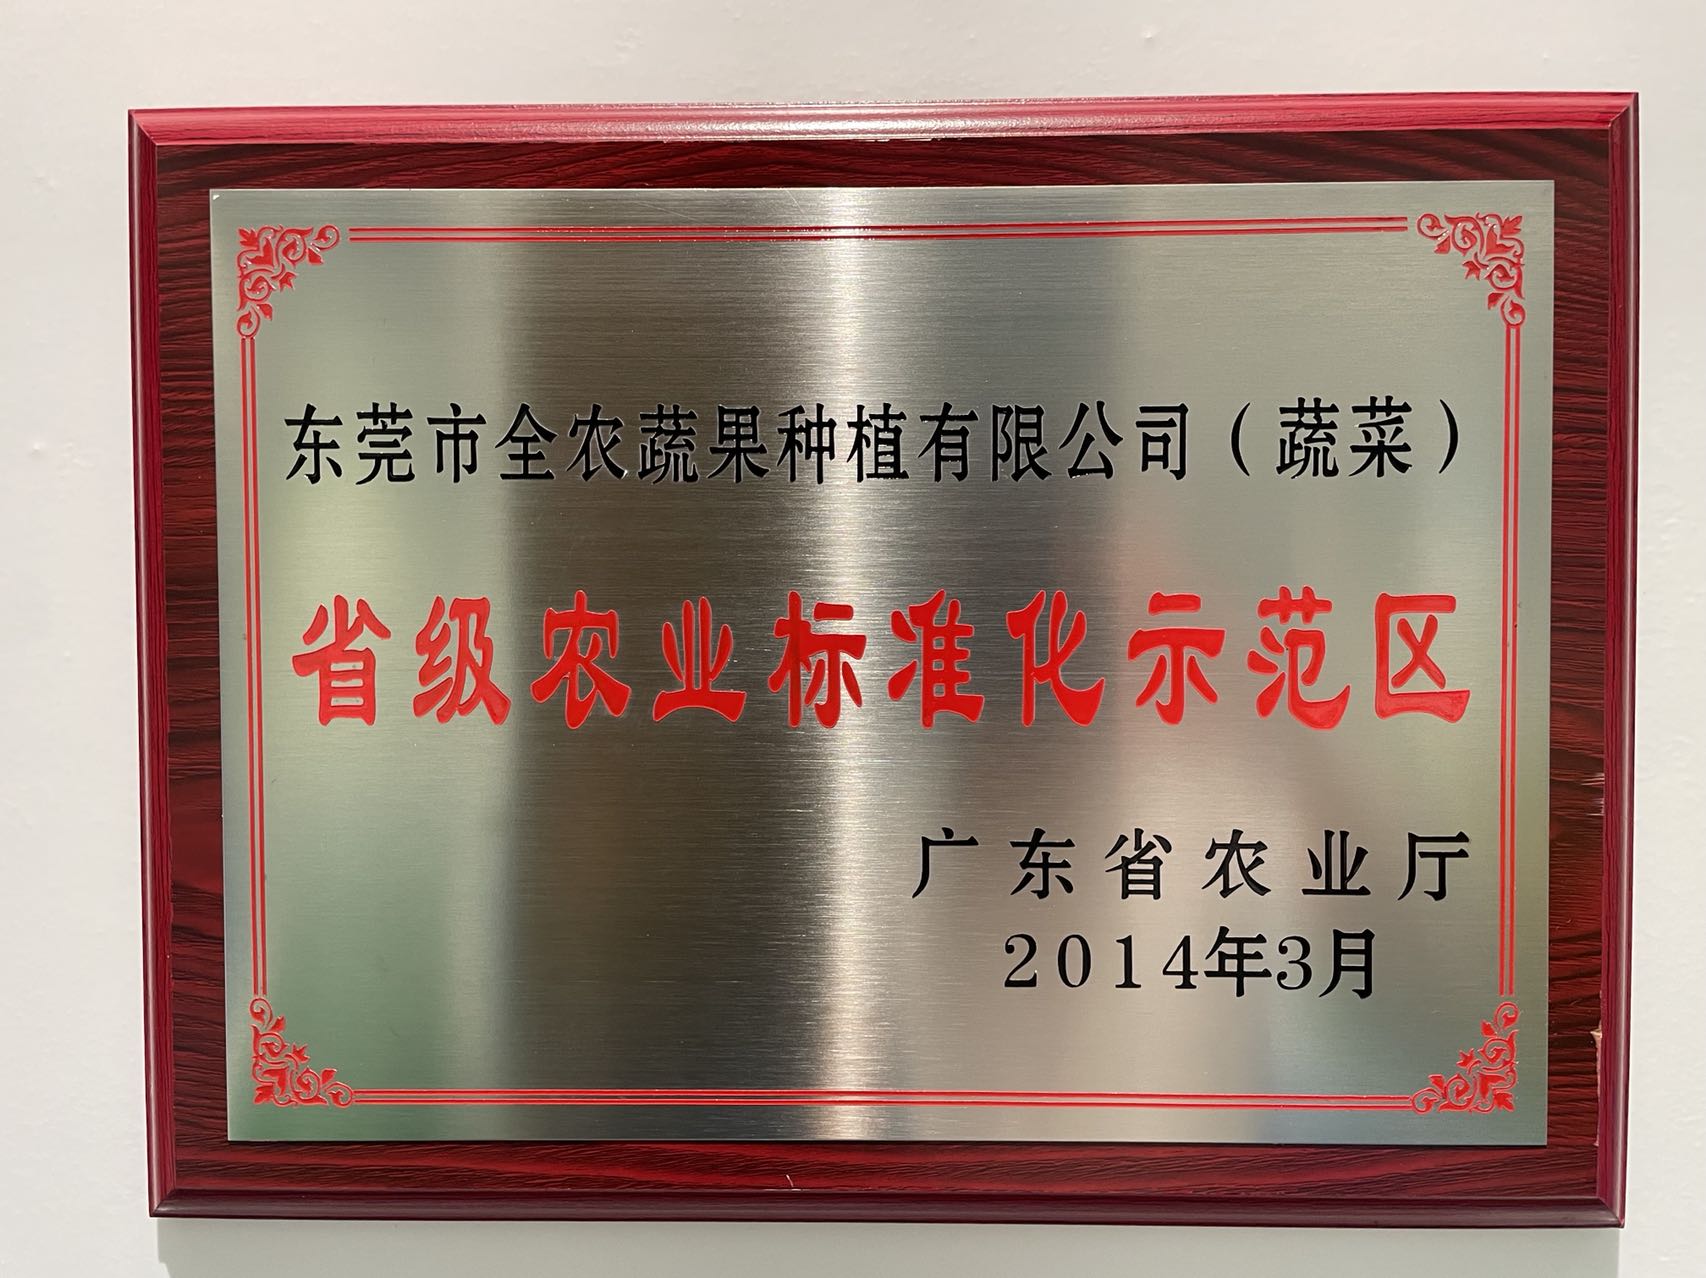 东莞市全农蔬果种植有限公司（蔬菜）
省级农业标准化示范区
广东省农业厅
2014年3月